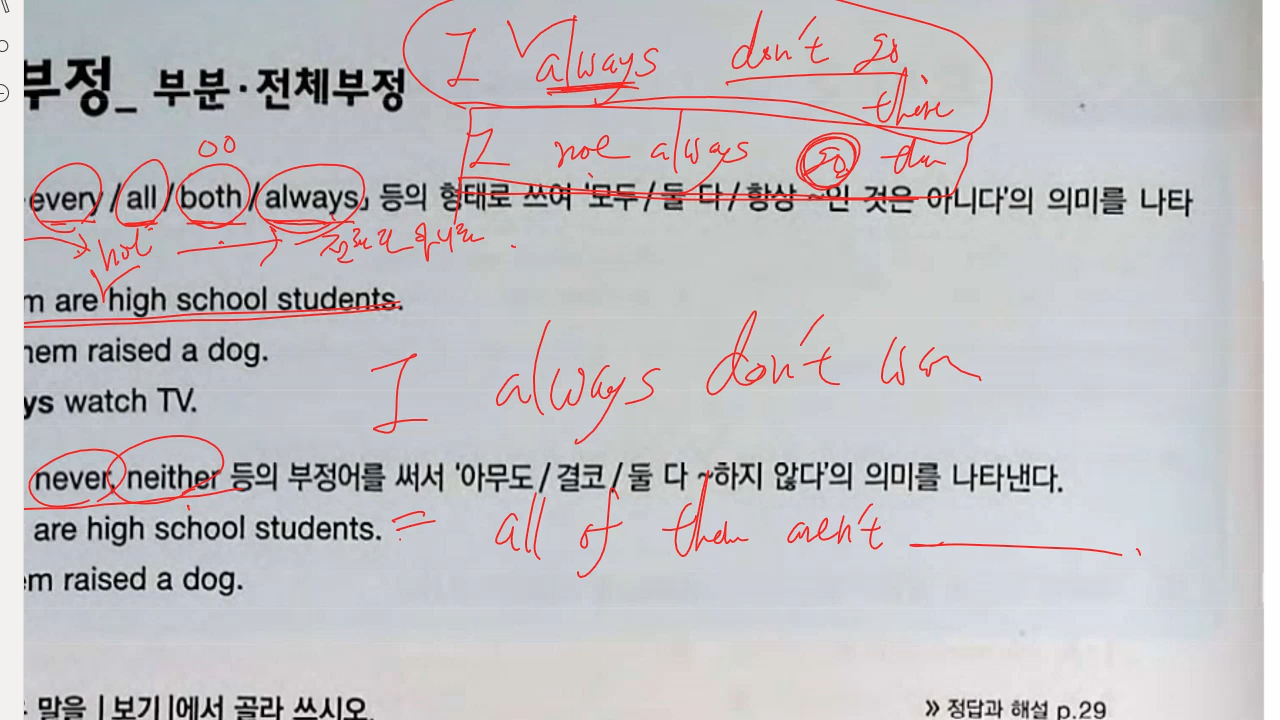 I always don't go
there
부정_ 부분·전체부정
I not always go
every/all/both/always」 등의 형태로 쓰여 '모두/둘 다/항상 ~인 것은 아니다'의 의미를 나타
not
m are high school students.
hem raised a dog.
I always don't
ys watch TV.
never, neither 등의 부정어를 써서 '아무도/결코/둘 다 ~하지 않다'의 의미를 나타낸다.
are high school students. = all of them aren't ______.
em raised a dog.
말을 |보기|에서 골라 쓰시오.
» 정답과 해설 p.29